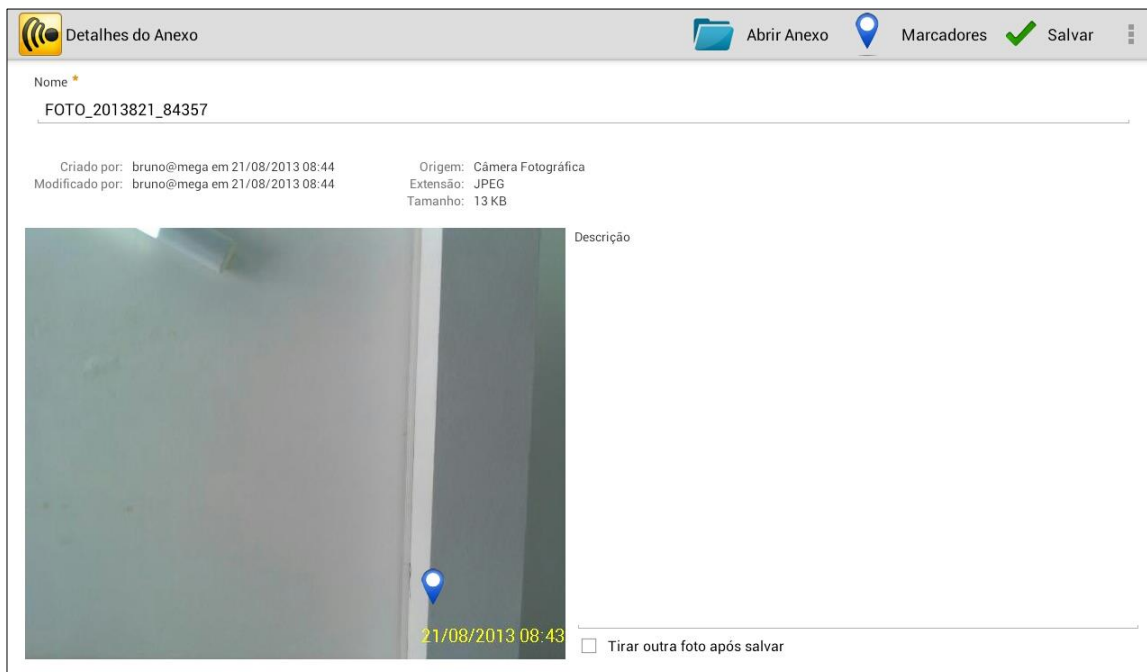 Detalhes do Anexo
Abrir Anexo
Marcadores
Salvar
Nome *
FOTO_2013821_84357
Criado por: bruno@mega em 21/08/2013 08:44
Modificado por: bruno@mega em 21/08/2013 08:44
Origem: Câmera Fotográfica
Extensão: JPEG
Tamanho: 13 KB
Descrição
21/08/2013 08:43
Tirar outra foto após salvar